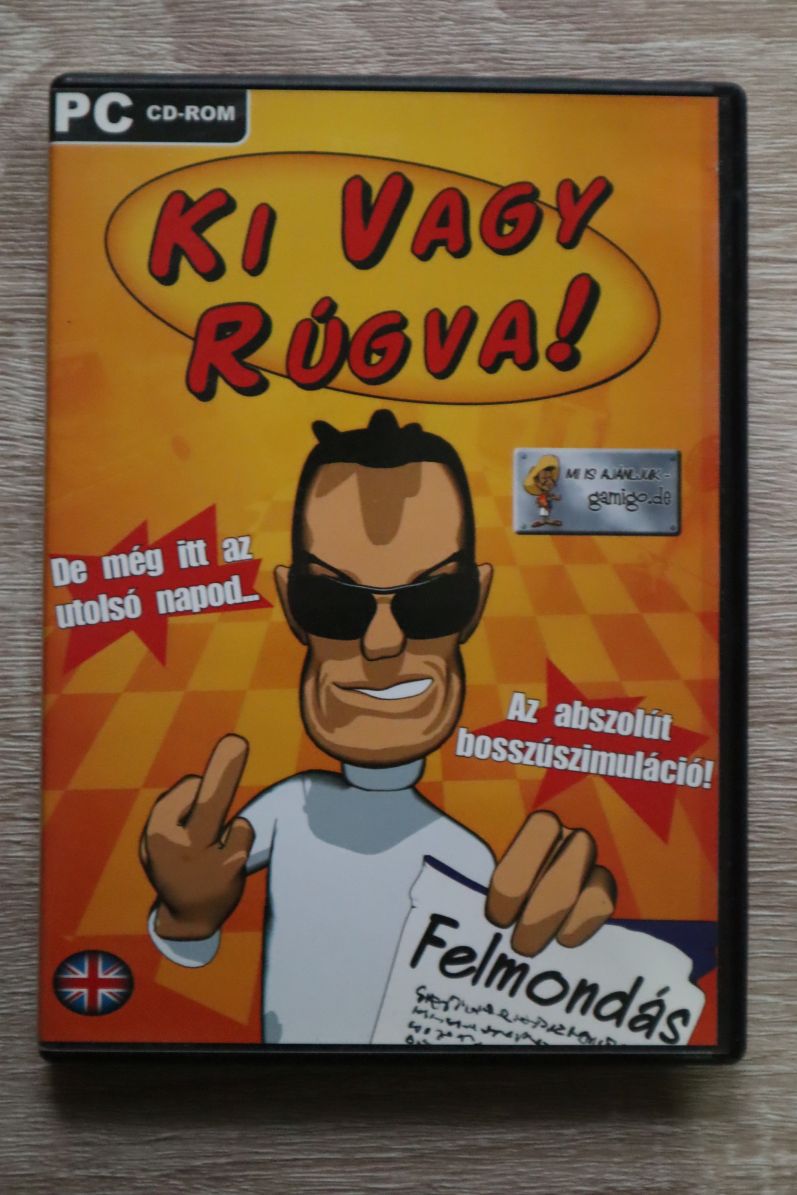 PC CD-ROM
KI VAGY
RÚGVA!
MI IS AJÁNLJUK -
gamigo.de
De még itt az
utolsó napod...
Az abszolút
bosszúszimuláció!
Felmondás